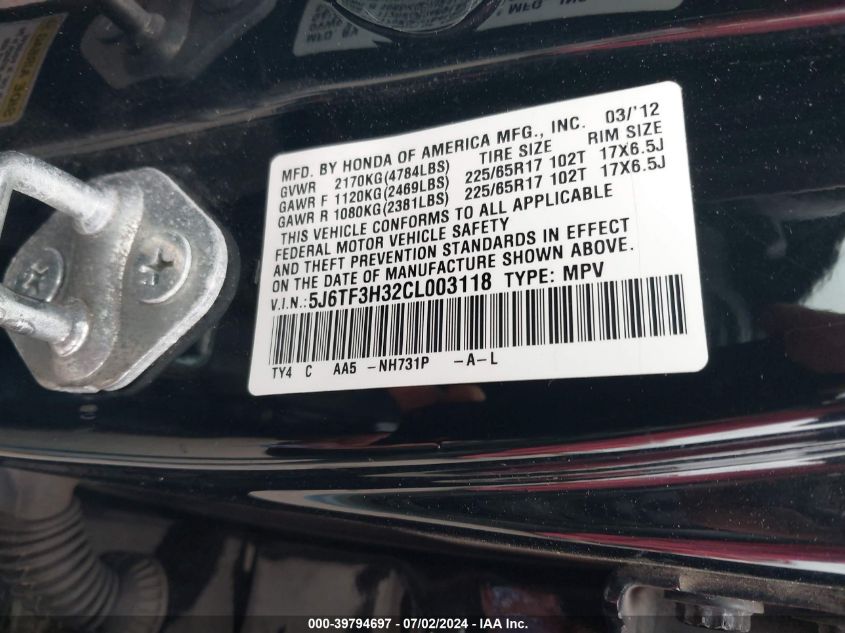 MFD. BY HONDA OF AMERICA MFG., INC. 03/'12
GVWR 2170KG(4784LBS) TIRE SIZE RIM SIZE
GAWR F 1120KG(2469LBS) 225/65R17 102T 17X6.5J
GAWR R 1080KG(2381LBS) 225/65R17 102T 17X6.5J
THIS VEHICLE CONFORMS TO ALL APPLICABLE
FEDERAL MOTOR VEHICLE SAFETY
AND THEFT PREVENTION STANDARDS IN EFFECT
ON THE DATE OF MANUFACTURE SHOWN ABOVE.
V.I.N.:5J6TF3H32CL003118 TYPE: MPV
TY4 C AA5 -NH731P -A-L
000-39794697 - 07/02/2024 - IAA Inc.